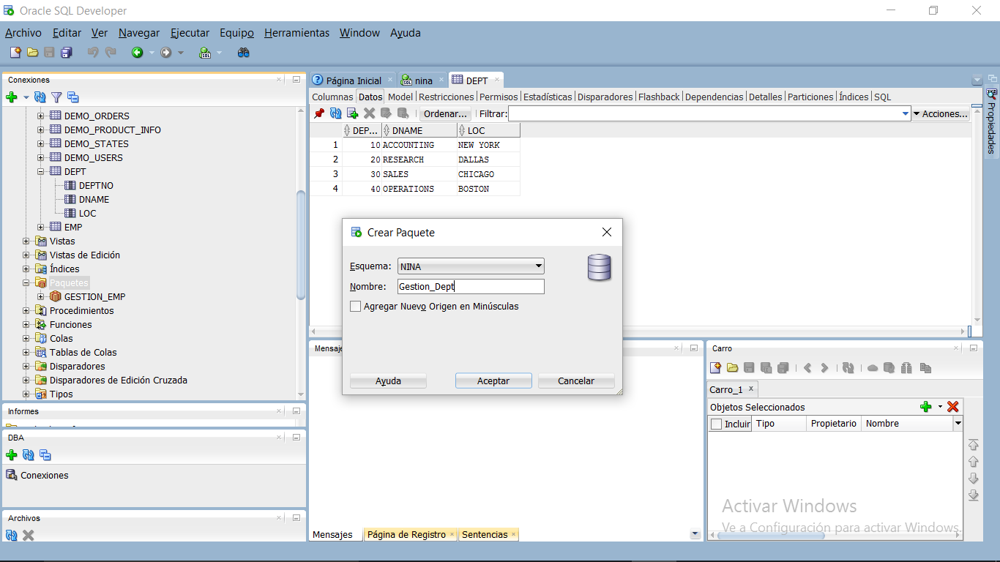 Oracle SQL Developer
Archivo Editar Ver Navegar Ejecutar Equipo Herramientas Window Ayuda
Conexiones
DEMO_ORDERS
DEMO_PRODUCT_INFO
DEMO_STATES
DEMO_USERS
DEPT
DEPTNO
DNAME
LOC
EMP
Vistas
Vistas de Edición
Índices
Paquetes
GESTION_EMP
Procedimientos
Funciones
Colas
Tablas de Colas
Disparadores
Disparadores de Edición Cruzada
Tipos
Informes
DBA
Conexiones
Archivos
Página Inicial nina DEPT
Columnas Datos Model Restricciones Permisos Estadísticas Disparadores Flashback Dependencias Detalles Particiones Índices SQL
Ordenar... Filtrar: Acciones...
DEP... DNAME LOC
1 10 ACCOUNTING NEW YORK
2 20 RESEARCH DALLAS
3 30 SALES CHICAGO
4 40 OPERATIONS BOSTON
Crear Paquete
Esquema: NINA
Nombre: Gestion_Dept
Agregar Nuevo Origen en Minúsculas
Ayuda Aceptar Cancelar
Mensaje
Mensajes Página de Registro Sentencias
Carro
Carro_1
Objetos Seleccionados
Incluir Tipo Propietario Nombre
Activar Windows
Ve a Configuración para activar Windows.
Propiedades